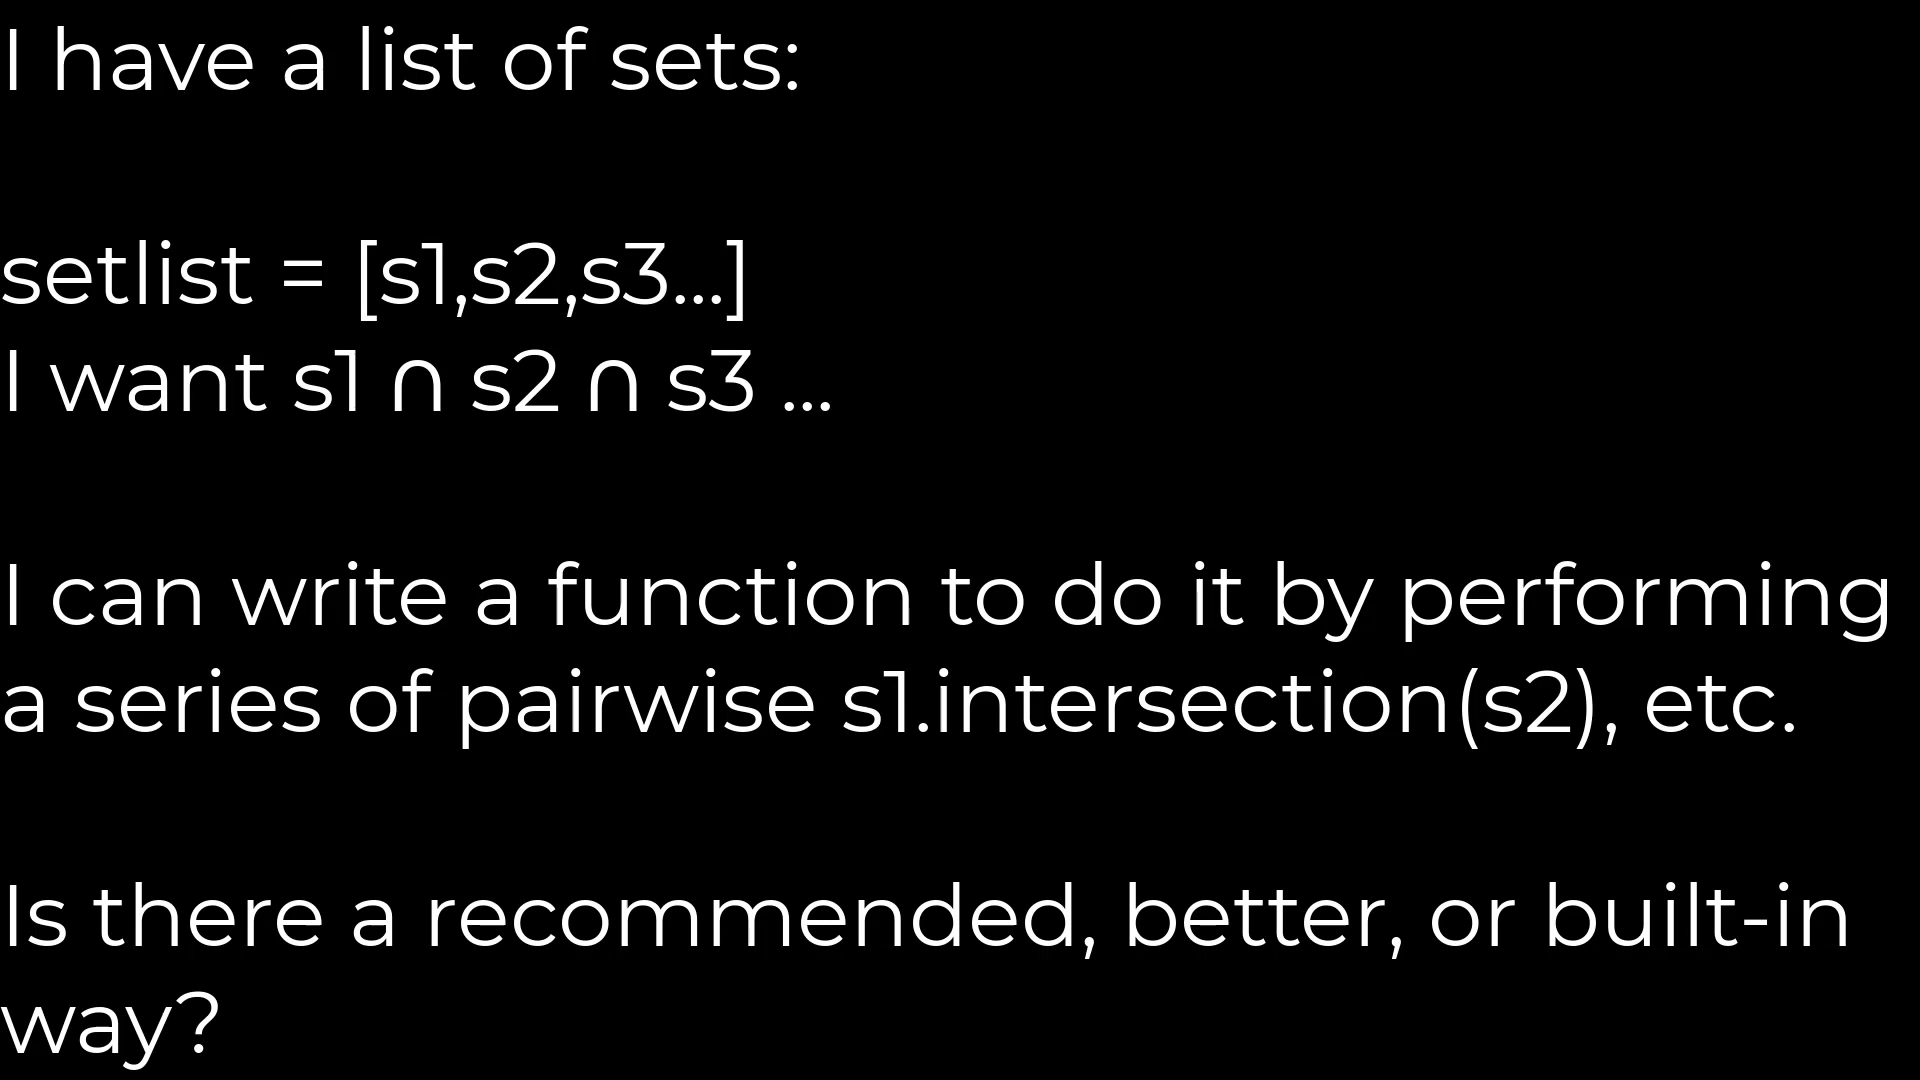 I have a list of sets:
setlist = [s1,s2,s3...]
I want s1 ∩ s2 ∩ s3 ...
I can write a function to do it by performing
a series of pairwise s1.intersection(s2), etc.
Is there a recommended, better, or built-in
way?